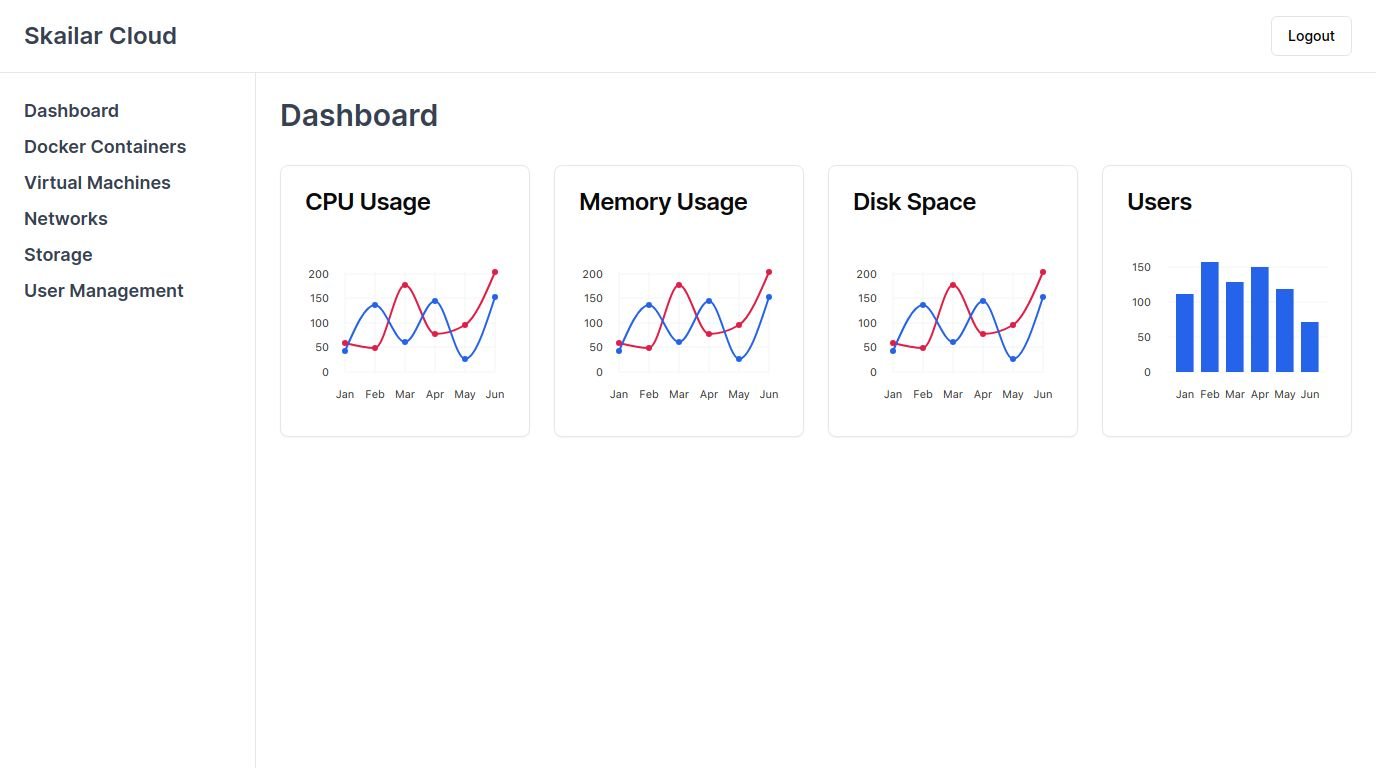 Skailar Cloud
Logout
Dashboard
Docker Containers
Virtual Machines
Networks
Storage
User Management
Dashboard
CPU Usage
200
150
100
50
0
Jan Feb Mar Apr May Jun
Memory Usage
200
150
100
50
0
Jan Feb Mar Apr May Jun
Disk Space
200
150
100
50
0
Jan Feb Mar Apr May Jun
Users
150
100
50
0
Jan Feb Mar Apr May Jun